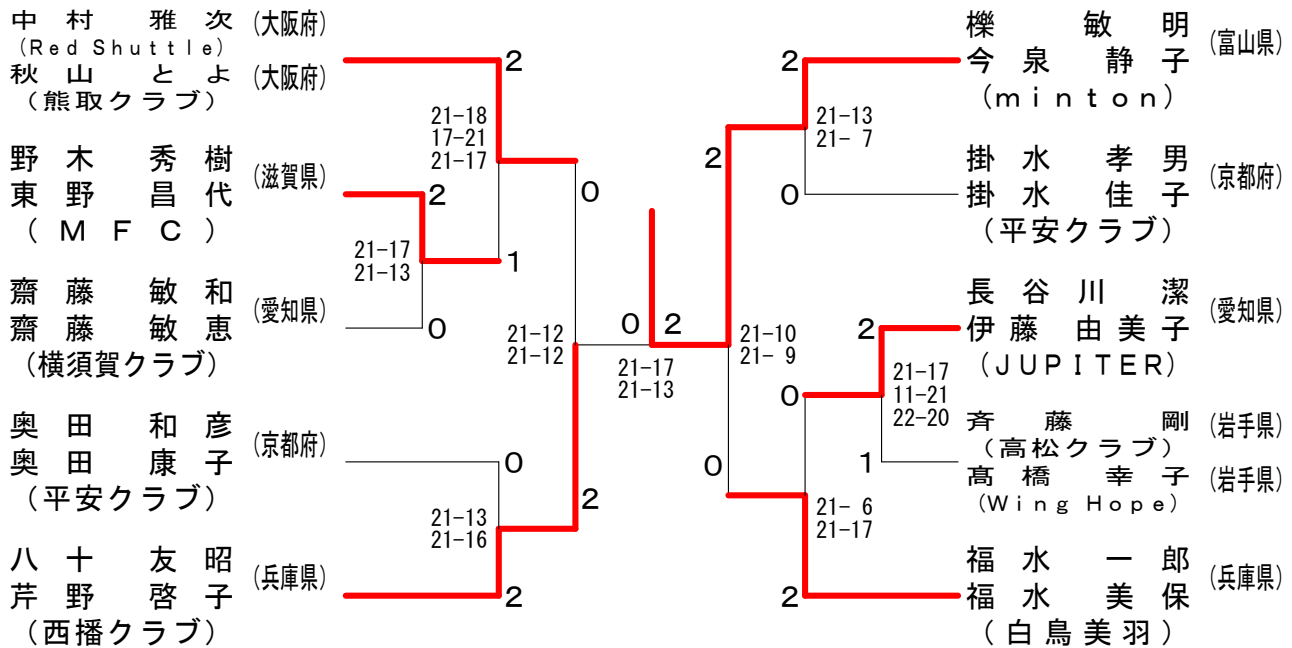 中村 雅次 (大阪府)
(Red Shuttle)
秋山 とよ (大阪府)
(熊取クラブ)
野木 秀樹
東野 昌代
(滋賀県)
(MFC)
齋藤 敏和
齋藤 敏恵
(愛知県)
(横須賀クラブ)
奥田 和彦
奥田 康子
(京都府)
(平安クラブ)
八十 友昭
芹野 啓子
(兵庫県)
(西播クラブ)
2
21-18
17-21
21-17
2
21-17
21-13
1
0
0
21-12
21-12
0
21-13
21-16
2
2
0
2
21-17
21-13
2
21-10
21- 9
0
2
21-13
21- 7
0
2
21-17
11-21
22-20
0
1
21- 6
21-17
2
櫟 敏明
今泉 静子
(富山県)
(minton)
掛水 孝男
掛水 佳子
(京都府)
(平安クラブ)
長谷川 潔
伊藤 由美子
(愛知県)
(JUPITER)
斉藤 剛 (岩手県)
(高松クラブ)
髙橋 幸子 (岩手県)
(Wing Hope)
福水 一郎
福水 美保
(兵庫県)
(白鳥美羽)